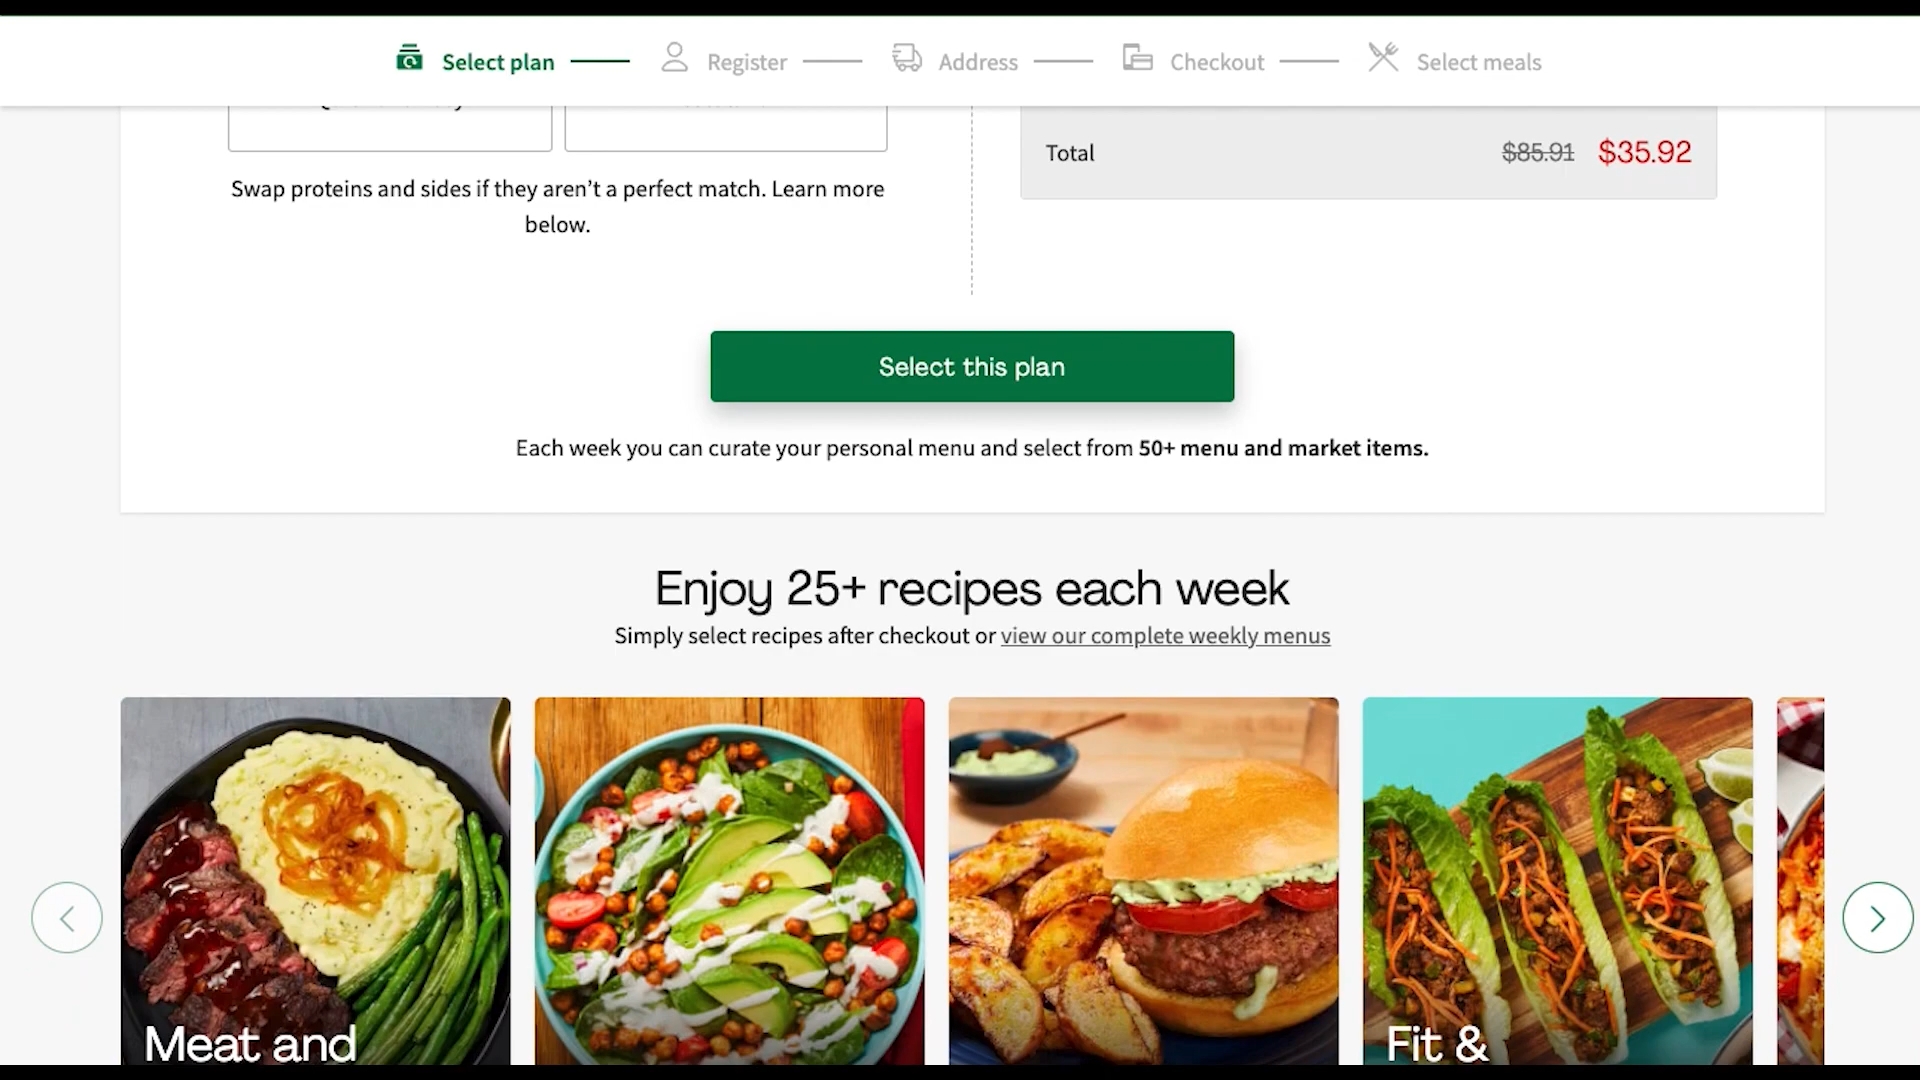 Select plan
Register
Address
Checkout
Select meals
Total
$85.91
$35.92
Swap proteins and sides if they aren’t a perfect match. Learn more
below.
Select this plan
Each week you can curate your personal menu and select from 50+ menu and market items.
Enjoy 25+ recipes each week
Simply select recipes after checkout or view our complete weekly menus
Meat and
Fit &